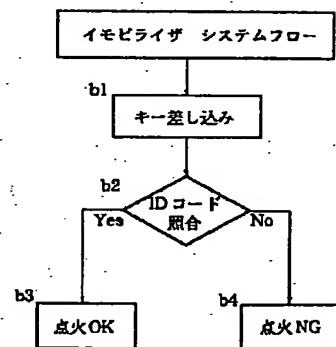 イモビライザ システムフロー
b1
キー差し込み
b2
IDコード
照合
Yes
No
b3
点火OK
b4
点火NG